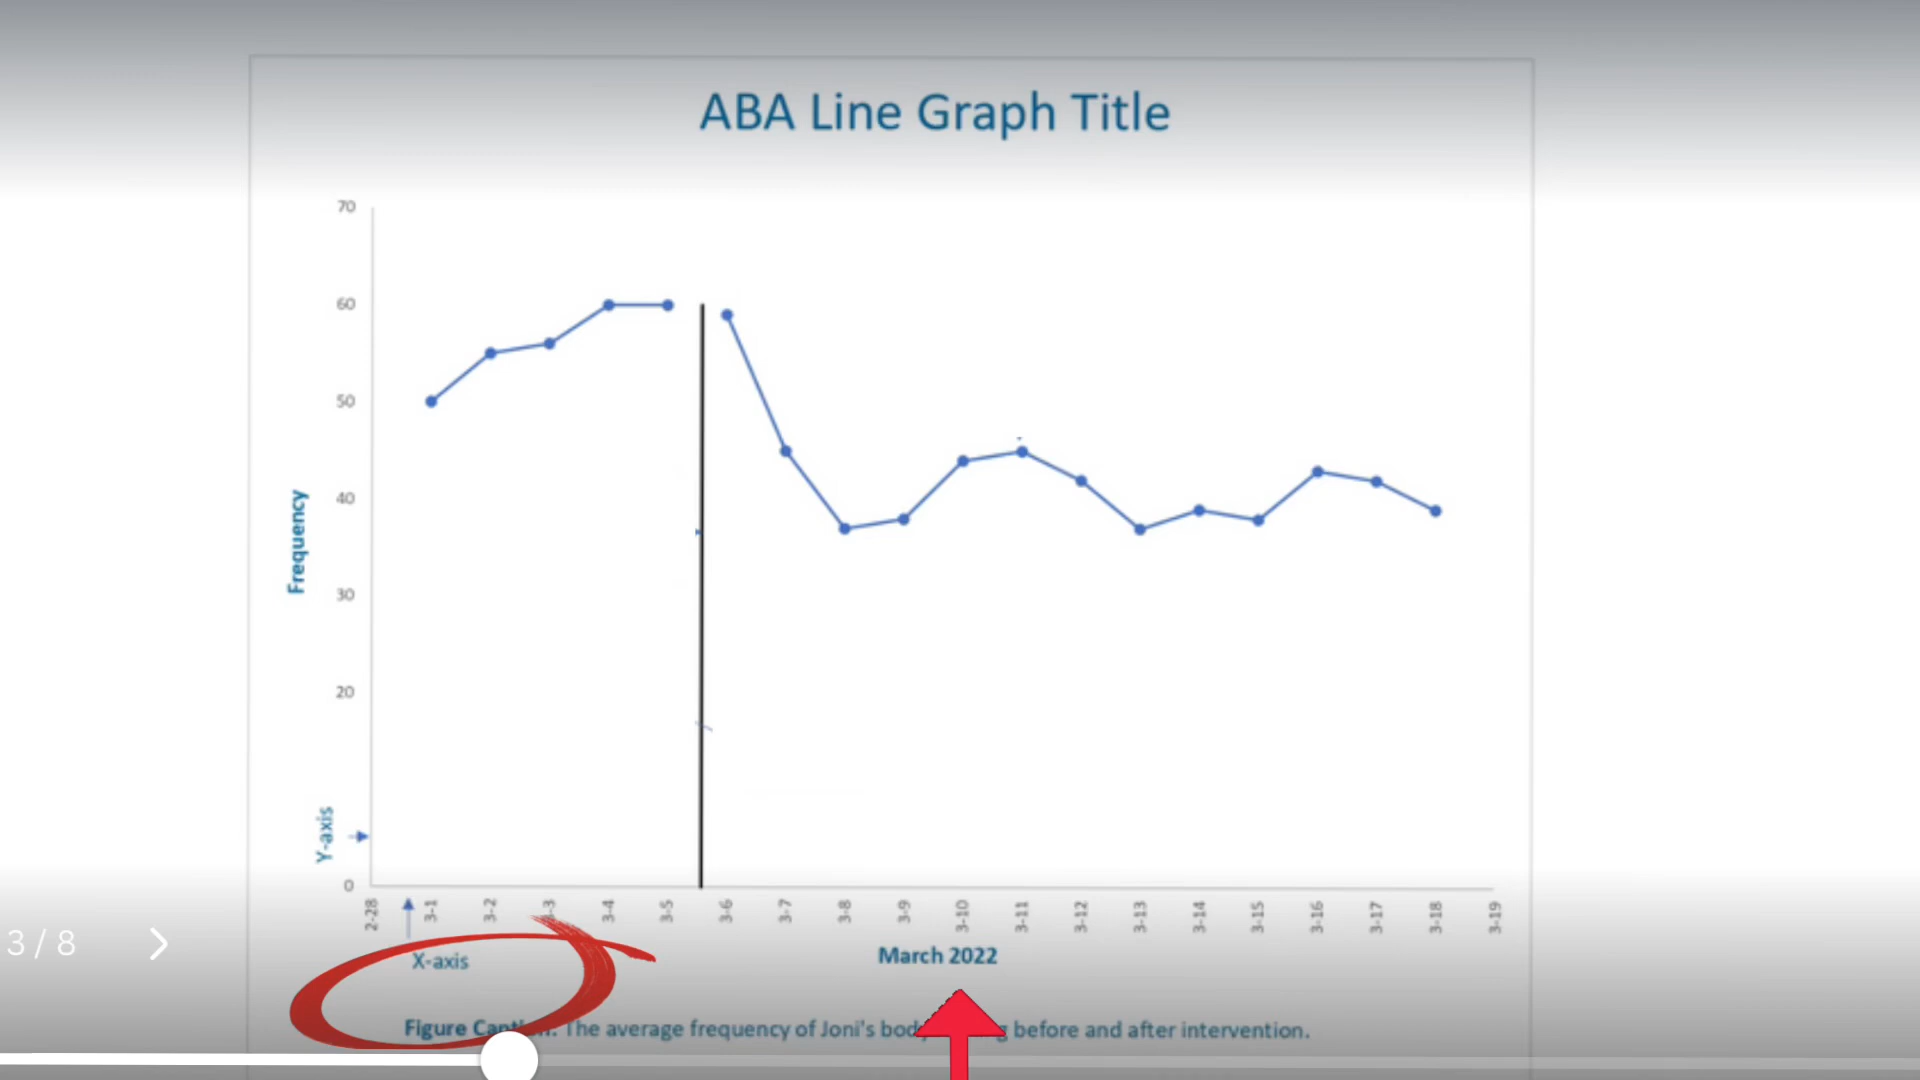 ABA Line Graph Title
70
60
50
40
30
20
0
Frequency
Y-axis
2-28 3-1 3-2 3-3 3-4 3-5 3-6 3-7 3-8 3-9 3-10 3-11 3-12 3-13 3-14 3-15 3-16 3-17 3-18 3-19
3 / 8
March 2022
X-axis
Figure Caption. The average frequency of Joni's before and after intervention.